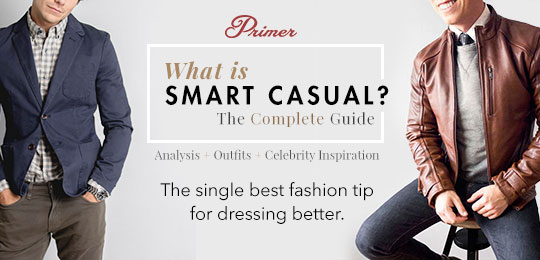 Primer
What is
SMART CASUAL?
The Complete Guide
Analysis + Outfits + Celebrity Inspiration
The single best fashion tip
for dressing better.